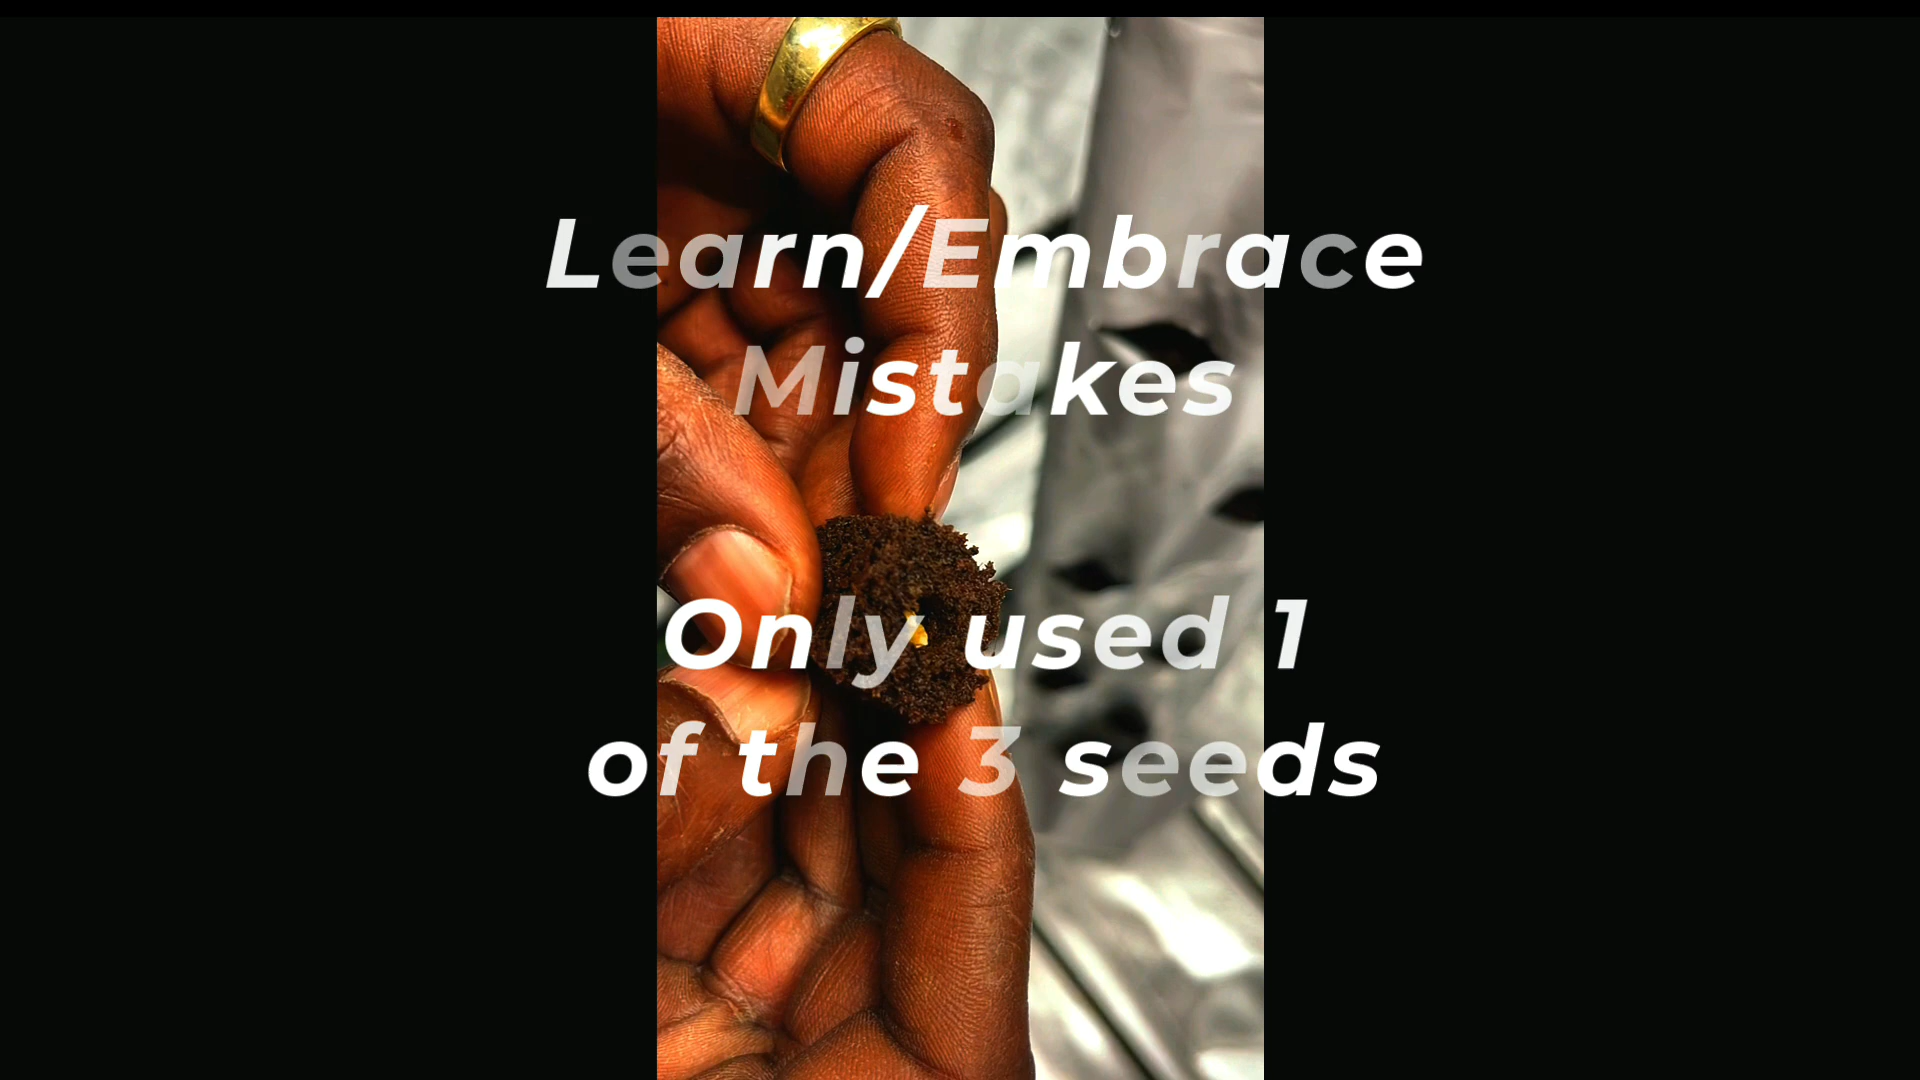 Learn/Embrace
Mistakes
Only used 1
of the 3 seeds